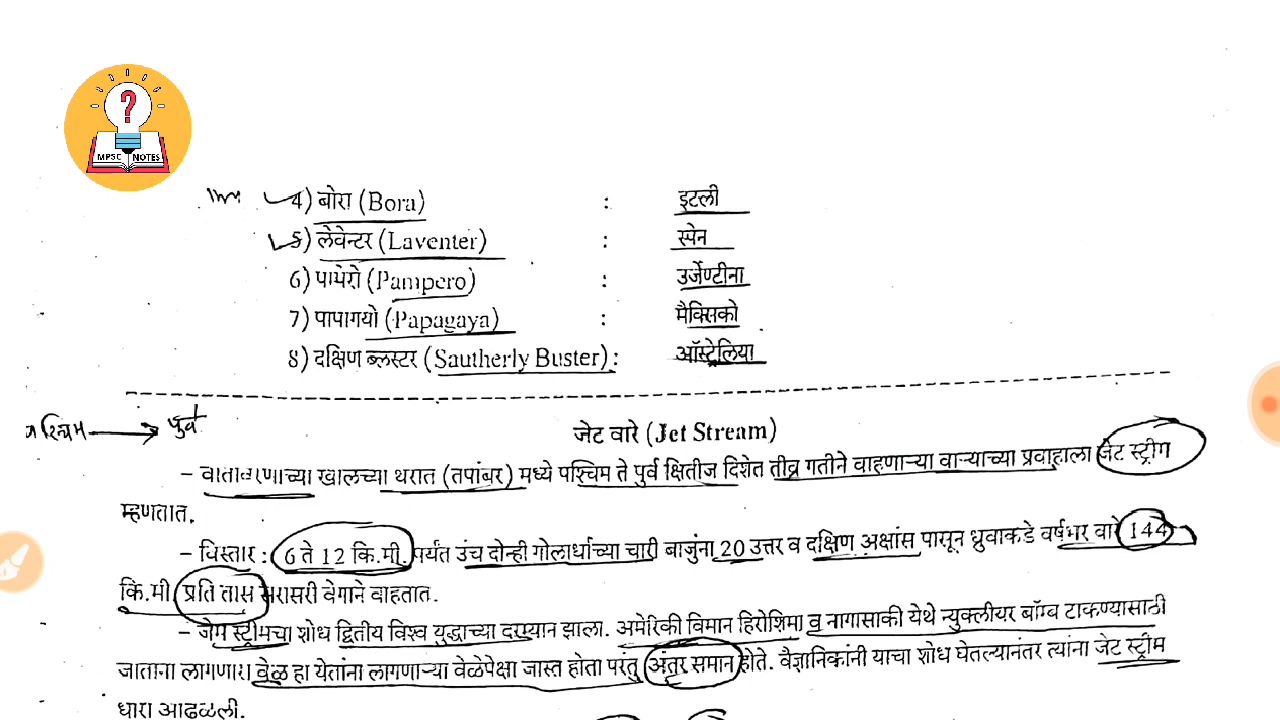 ?
MPSC NOTES
Imp 4) बोरा (Bora) : इटली
5) लेवेन्टर (Laventer) : स्पेन
6) पामेरो (Pampero) : उर्जेण्टीना
7) पापागयो (Papagaya) : मैक्सिको
8) दक्षिण ब्लस्टर (Sautherly Buster) : ऑस्ट्रेलिया
पश्चिम → पुर्व
जेट वारे (Jet Stream)
– वातावरणाच्या खालच्या थरात (तपांबर) मध्ये पश्चिम ते पुर्व क्षितीज दिशेत तीव्र गतीने वाहणाऱ्या वाऱ्याच्या प्रवाहाला जेट स्ट्रीम
म्हणतात.
– विस्तार : 6 ते 12 कि.मी. पर्यंत उंच दोन्ही गोलार्धाच्या चारी बाजुंना 20 उत्तर व दक्षिण अक्षांस पासून ध्रुवाकडे वर्षभर वारे 144
कि.मी प्रति तास सरासरी वेगाने वाहतात.
– जेम स्ट्रीमचा शोध द्वितीय विश्व युद्धाच्या दरम्यान झाला. अमेरिकी विमान हिरोशिमा व नागासाकी येथे न्युक्लीयर बॉम्ब टाकण्यासाठी
जाताना लागणारा वेळ हा येतांना लागणाऱ्या वेळेपेक्षा जास्त होता परंतु अंतर समान होते. वैज्ञानिकांनी याचा शोध घेतल्यानंतर त्यांना जेट स्ट्रीम
धारा आढळली.